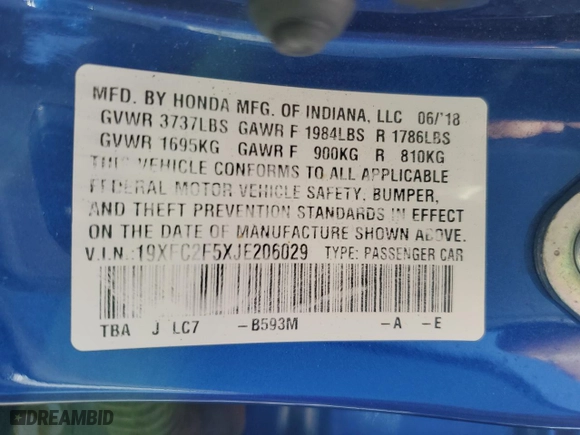 MFD. BY HONDA MFG. OF INDIANA, LLC 06/'18
GVWR 3737LBS GAWR F 1984LBS R 1786LBS
GVWR 1695KG GAWR F 900KG R 810KG
THIS VEHICLE CONFORMS TO ALL APPLICABLE
FEDERAL MOTOR VEHICLE SAFETY, BUMPER,
AND THEFT PREVENTION STANDARDS IN EFFECT
ON THE DATE OF MANUFACTURE SHOWN ABOVE.
V.I.N.:19XFC2F5XJE206029 TYPE: PASSENGER CAR
TBA J LC7 -B593M -A -E
DREAMBID